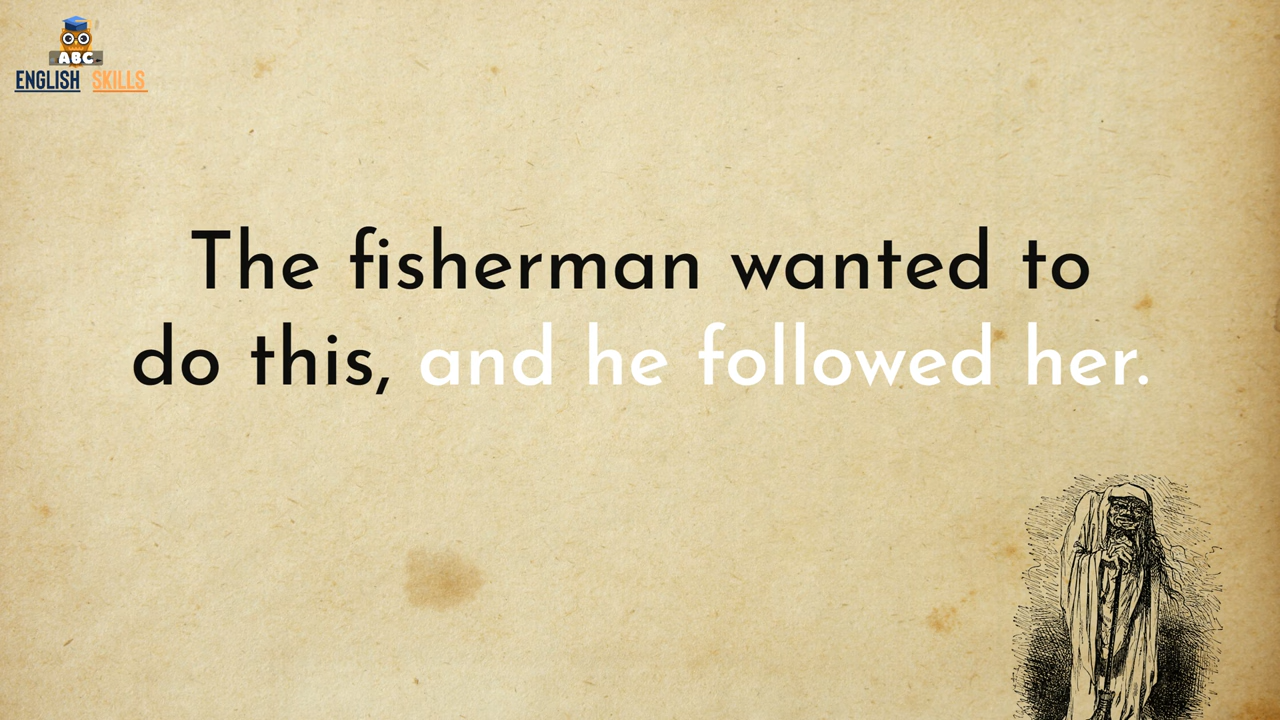 ABC
ENGLISH SKILLS
The fisherman wanted to
do this, and he followed her.